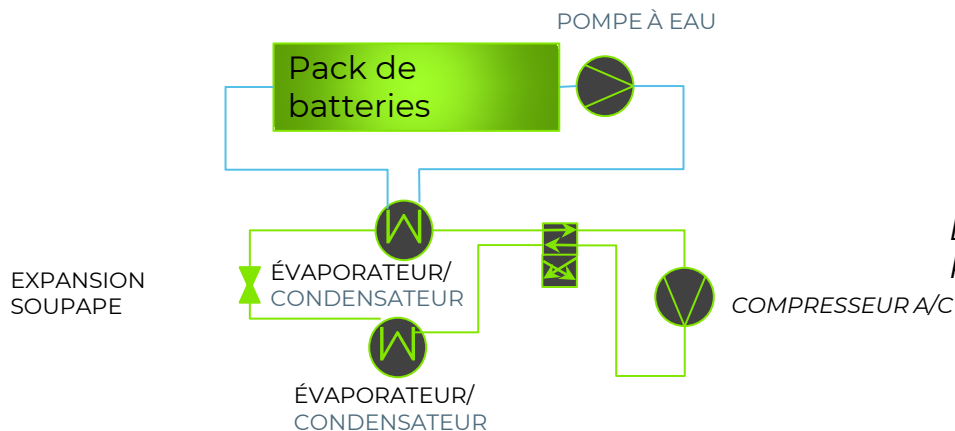 POMPE À EAU
Pack de
batteries
EXPANSION
SOUPAPE
ÉVAPORATEUR/
CONDENSATEUR
COMPRESSEUR A/C
ÉVAPORATEUR/
CONDENSATEUR